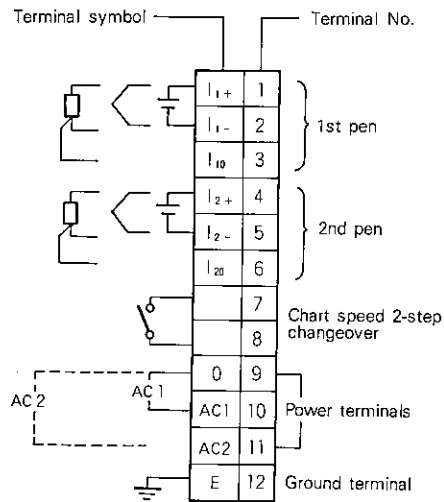 Terminal symbol Terminal No.
I₁+ 1
I₁- 2 1st pen
I₁₀ 3
I₂+ 4
I₂- 5 2nd pen
I₂₀ 6
7 Chart speed 2-step
8 changeover
0 9
AC2 AC1 AC1 10 Power terminals
AC2 11
E 12 Ground terminal